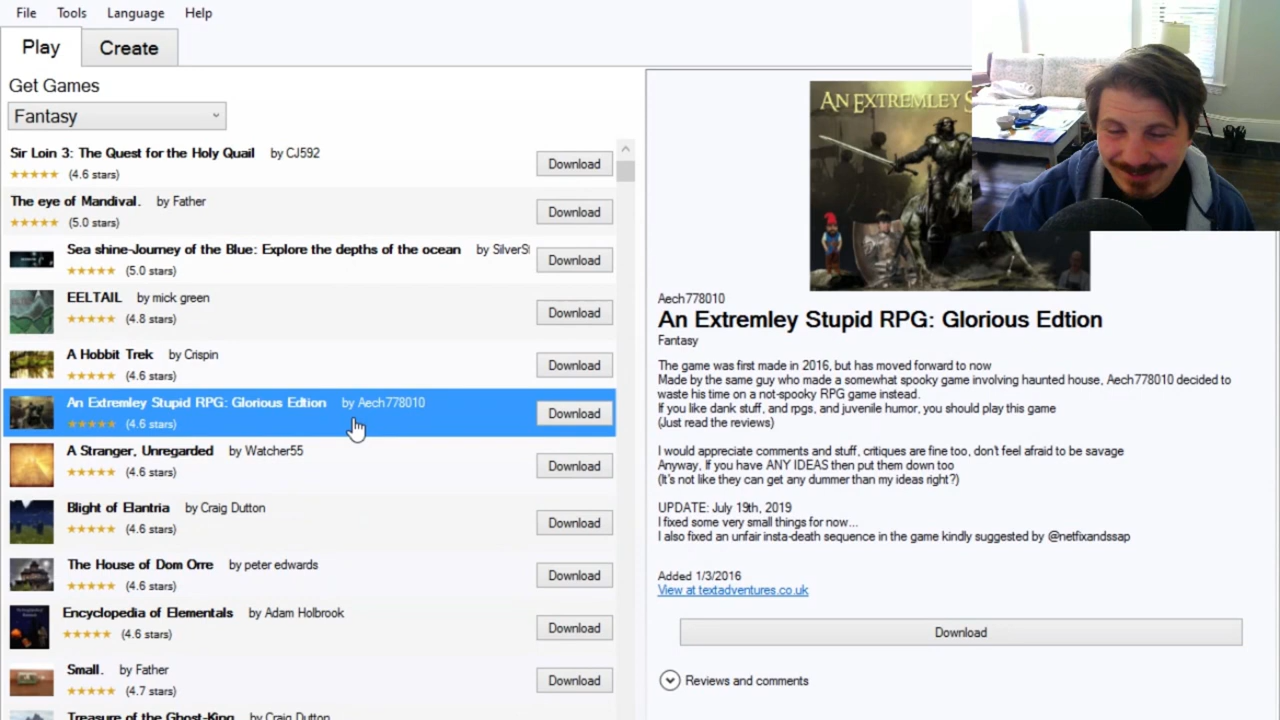 File Tools Language Help
Play Create
Get Games
Fantasy
Sir Loin 3: The Quest for the Holy Quail by CJ592
(4.6 stars)
Download
The eye of Mandival. by Father
(5.0 stars)
Download
Sea shine-Journey of the Blue: Explore the depths of the ocean by SilverS
(5.0 stars)
Download
EELTAIL by mick green
(4.8 stars)
Download
A Hobbit Trek by Crispin
(4.6 stars)
Download
An Extremley Stupid RPG: Glorious Edtion by Aech778010
(4.6 stars)
Download
A Stranger, Unregarded by Watcher55
(4.6 stars)
Download
Blight of Elantria by Craig Dutton
(4.6 stars)
Download
The House of Dom Orre by peter edwards
(4.6 stars)
Download
Encyclopedia of Elementals by Adam Holbrook
(4.6 stars)
Download
Small. by Father
(4.7 stars)
Download
Treasure of the Ghost-King by Craig Dutton
AN EXTREMLEY S
Aech778010
An Extremley Stupid RPG: Glorious Edtion
Fantasy
The game was first made in 2016, but has moved forward to now
Made by the same guy who made a somewhat spooky game involving haunted house, Aech778010 decided to
waste his time on a not-spooky RPG game instead.
If you like dank stuff, and rpgs, and juvenile humor, you should play this game
(Just read the reviews)
I would appreciate comments and stuff, critiques are fine too, don't feel afraid to be savage
Anyway, If you have ANY IDEAS then put them down too
(It's not like they can get any dummer than my ideas right?)
UPDATE: July 19th, 2019
I fixed some very small things for now...
I also fixed an unfair insta-death sequence in the game kindly suggested by @netfixandssap
Added 1/3/2016
View at textadventures.co.uk
Download
Reviews and comments